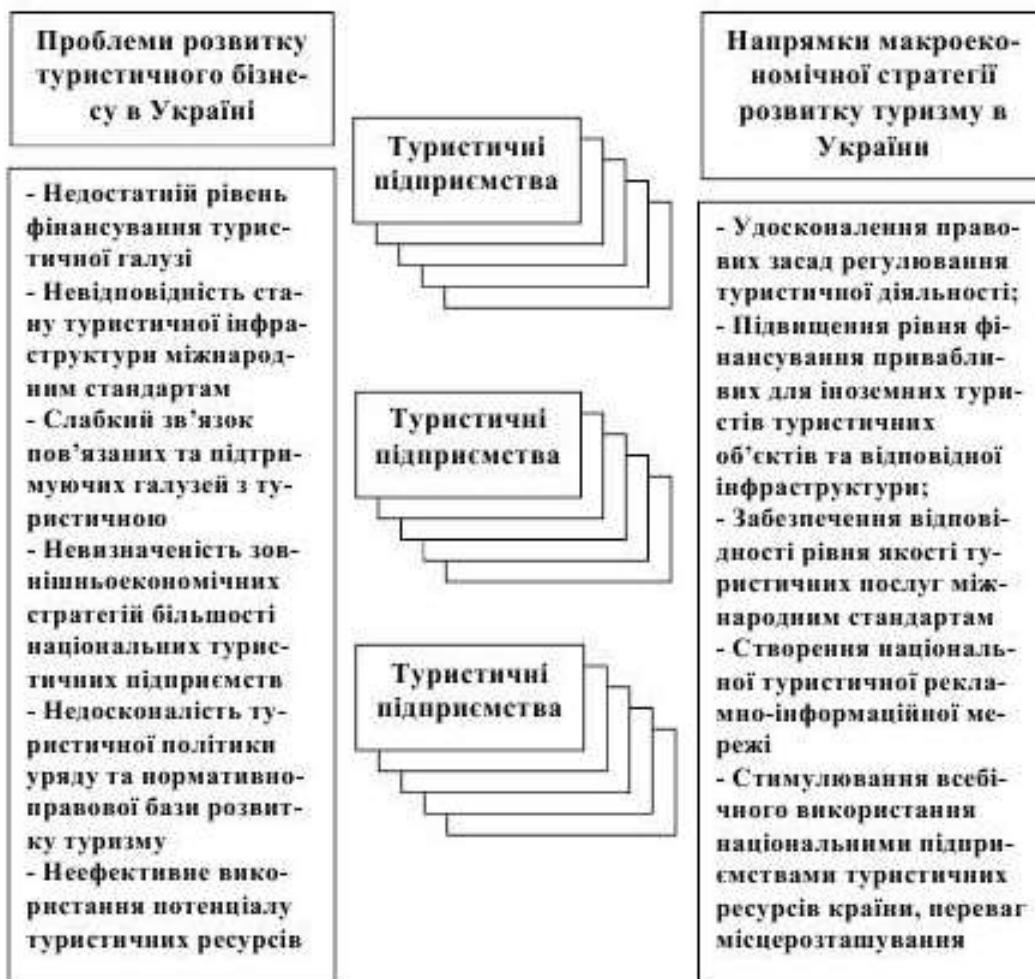 Проблеми розвитку
туристичного бізне-
су в Україні
- Недостатній рівень
фінансування турис-
тичної галузі
- Невідповідність ста-
ну туристичної інфра-
структури міжнарод-
ним стандартам
- Слабкий зв’язок
пов’язаних та підтри-
муючих галузей з ту-
ристичною
- Невизначеність зов-
нішньоекономічних
стратегій більшості
національних турис-
тичних підприємств
- Недосконалість ту-
ристичної політики
уряду та нормативно-
правової бази розвит-
ку туризму
- Неефективне вико-
ристання потенціалу
туристичних ресурсів
Туристичні
підприємства
Туристичні
підприємства
Туристичні
підприємства
Напрямки макроеко-
номічної стратегії
розвитку туризму в
України
- Удосконалення право-
вих засад регулювання
туристичної діяльності;
- Підвищення рівня фі-
нансування привабли-
вих для іноземних тури-
стів туристичних
об’єктів та відповідної
інфраструктури;
- Забезпечення відпові-
дності рівня якості ту-
ристичних послуг між-
народним стандартам
- Створення національ-
ної туристичної рекла-
мно-інформаційної ме-
режі
- Стимулювання всебі-
чного використання
національними підпри-
ємствами туристичних
ресурсів країни, переваг
місцерозташування